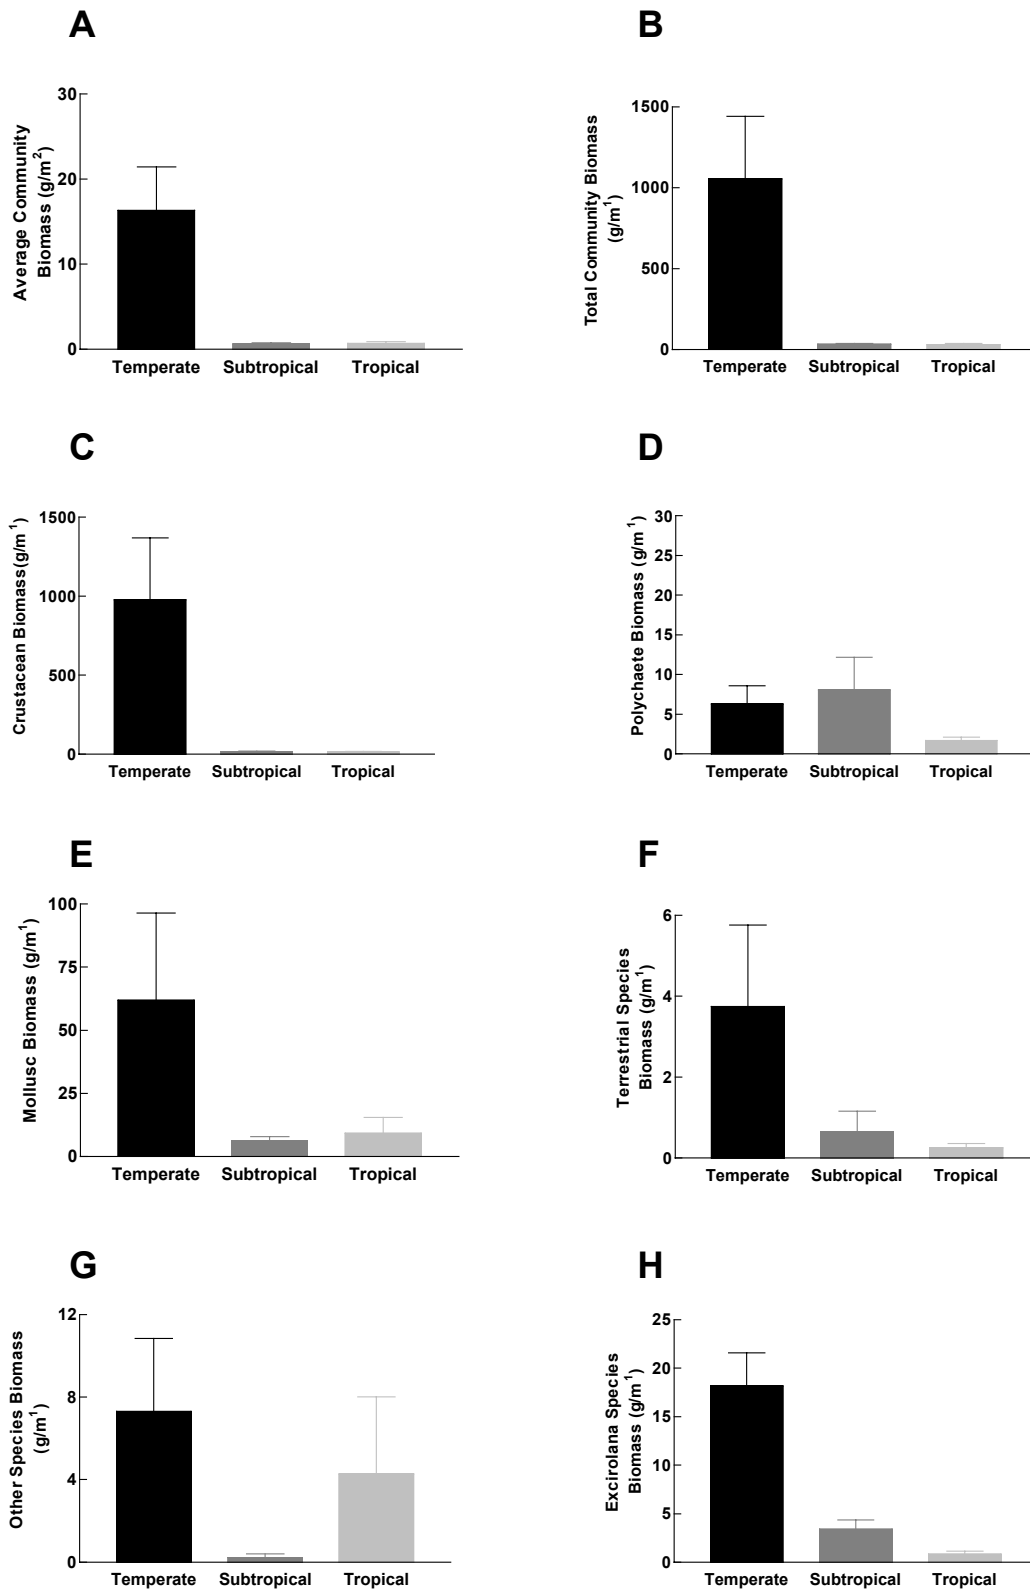 A
Average Community
Biomass (g/m2)
30
20
10
0
Temperate Subtropical Tropical
B
Total Community Biomass
(g/m1)
1500
1000
500
0
Temperate Subtropical Tropical
C
Crustacean Biomass(g/m1)
1500
1000
500
0
Temperate Subtropical Tropical
D
Polychaete Biomass (g/m1)
30
25
20
15
10
5
0
Temperate Subtropical Tropical
E
Mollusc Biomass (g/m1)
100
75
50
25
0
Temperate Subtropical Tropical
F
Terrestrial Species
Biomass (g/m1)
6
4
2
0
Temperate Subtropical Tropical
G
Other Species Biomass
(g/m1)
12
8
4
0
Temperate Subtropical Tropical
H
Excirolana Species
Biomass (g/m1)
25
20
15
10
5
0
Temperate Subtropical Tropical